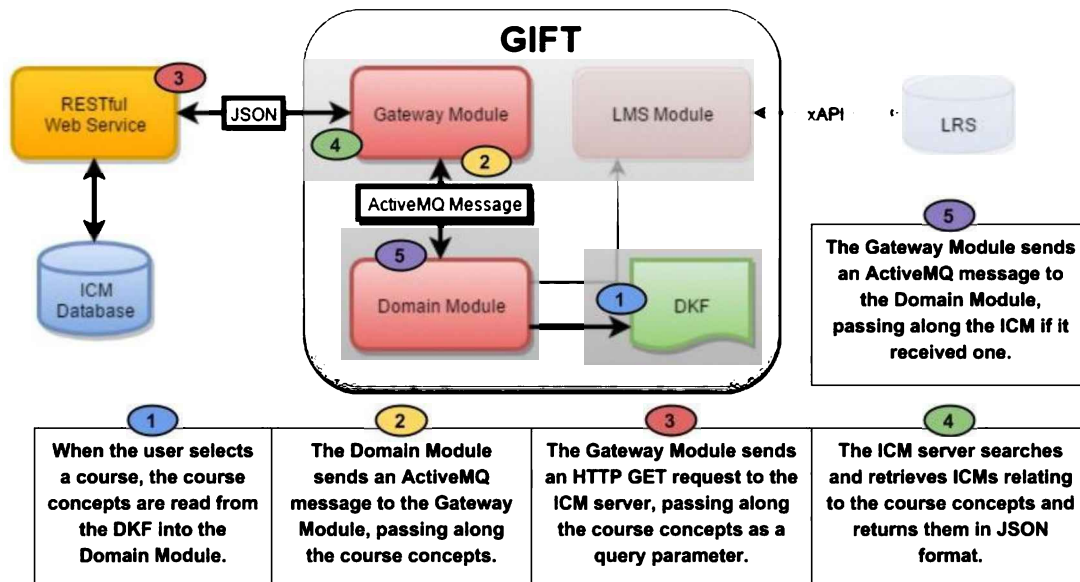 GIFT
3
RESTful
Web Service
JSON
Gateway Module
4
2
LMS Module
xAPI
LRS
ActiveMQ Message
ICM
Database
5
Domain Module
1
DKF
5
The Gateway Module sends
an ActiveMQ message to
the Domain Module,
passing along the ICM if it
received one.
1
When the user selects
a course, the course
concepts are read from
the DKF into the
Domain Module.
2
The Domain Module
sends an ActiveMQ
message to the Gateway
Module, passing along
the course concepts.
3
The Gateway Module sends
an HTTP GET request to the
ICM server, passing along
the course concepts as a
query parameter.
4
The ICM server searches
and retrieves ICMs relating
to the course concepts and
returns them in JSON
format.